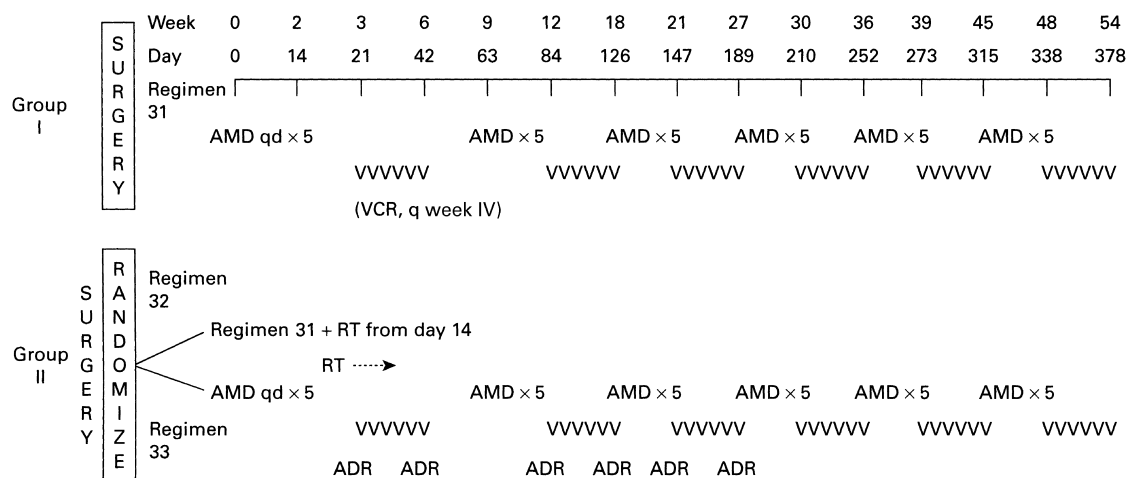 Week 0 2 3 6 9 12 18 21 27 30 36 39 45 48 54
Day 0 14 21 42 63 84 126 147 189 210 252 273 315 338 378
SURGERY
Group I
Regimen 31
AMD qd × 5 AMD × 5 AMD × 5 AMD × 5 AMD × 5 AMD × 5
VVVVVV VVVVVV VVVVVV VVVVVV VVVVVV VVVVVV
(VCR, q week IV)
Group II
SURGERY
RANDOMIZE
Regimen 32
Regimen 31 + RT from day 14
RT
AMD qd × 5 AMD × 5 AMD × 5 AMD × 5 AMD × 5 AMD × 5
Regimen 33
VVVVVV VVVVVV VVVVVV VVVVVV VVVVVV VVVVVV
ADR ADR ADR ADR ADR ADR